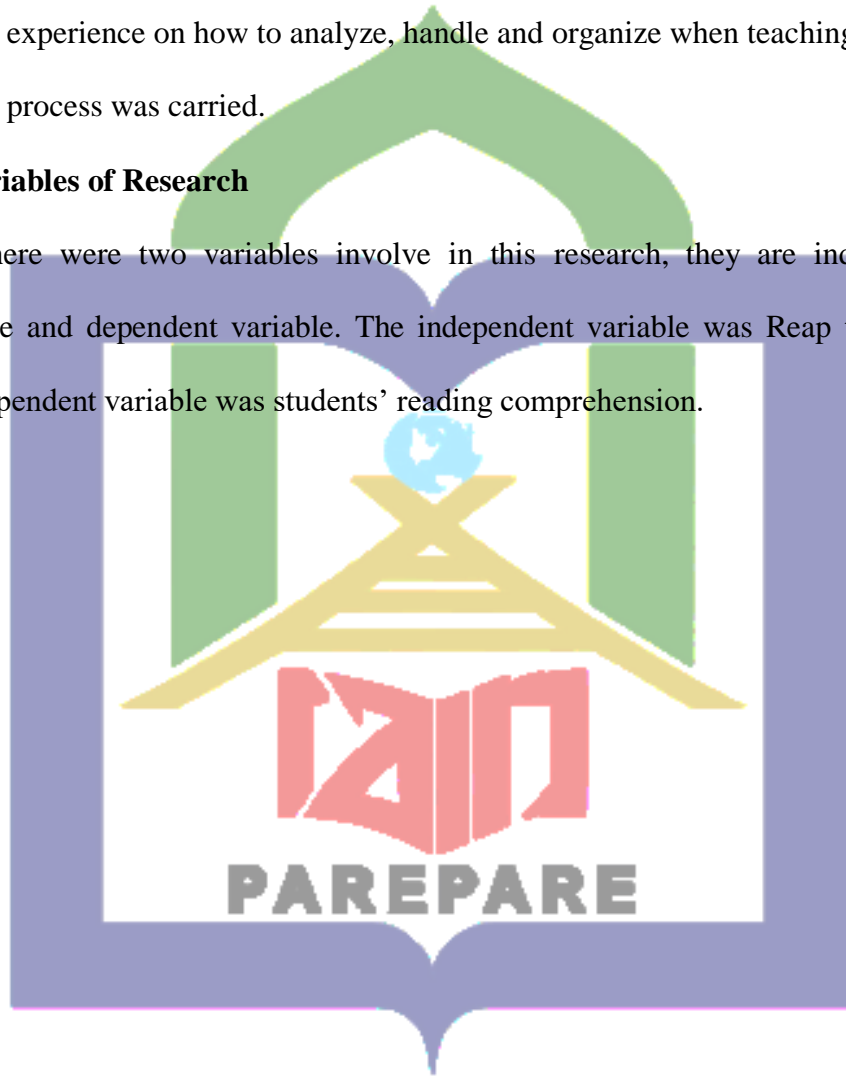 experience on how to analyze, handle and organize when teaching
process was carried.
riables of Research
here were two variables involve in this research, they are ind
e and dependent variable. The independent variable was Reap
pendent variable was students’ reading comprehension.
PAREPARE